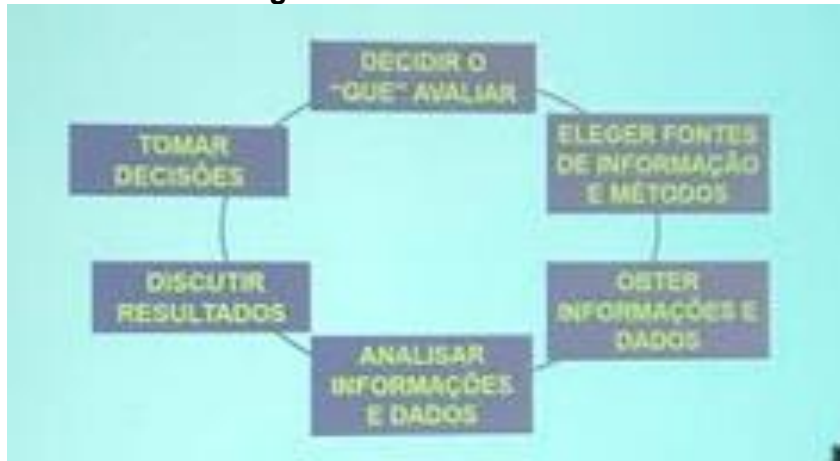 DECIDIR O
"QUE" AVALIAR
ELEGER FONTES
DE INFORMAÇÃO
E MÉTODOS
OBTER
INFORMAÇÕES E
DADOS
ANALISAR
INFORMAÇÕES
E DADOS
DISCUTIR
RESULTADOS
TOMAR
DECISÕES